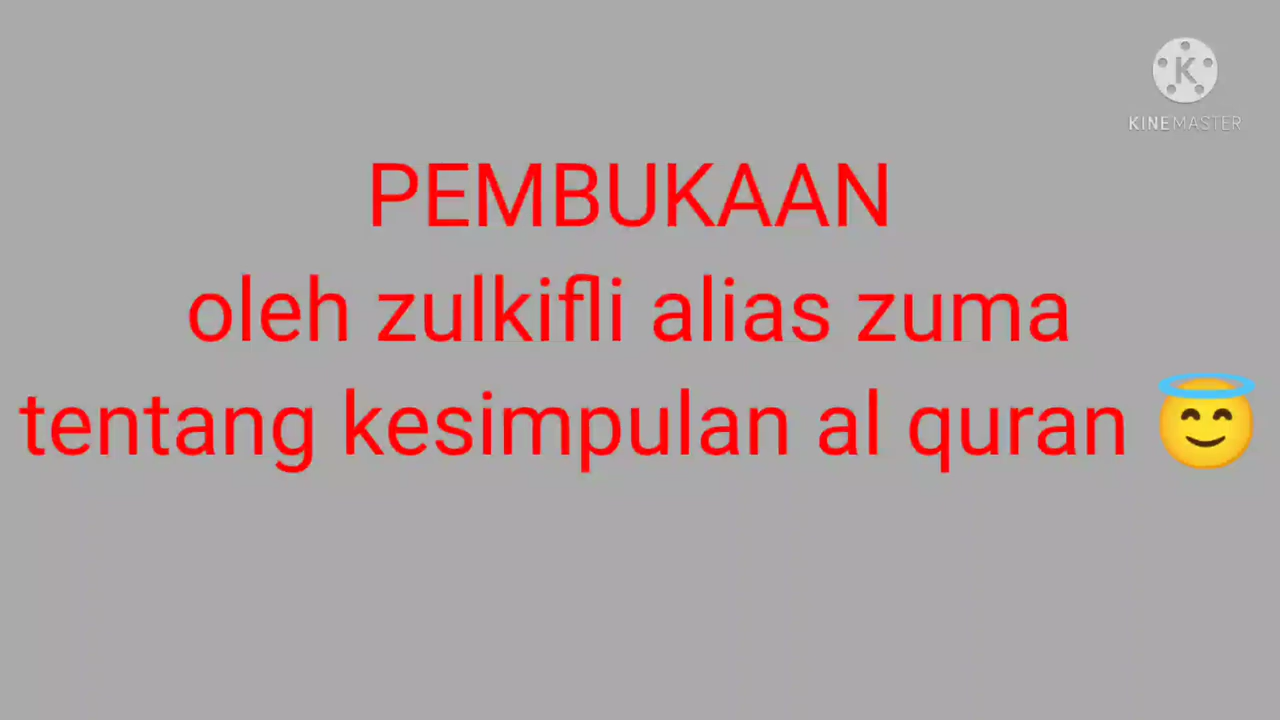 KINEMASTER
PEMBUKAAN
oleh zulkifli alias zuma
tentang kesimpulan al quran 😇